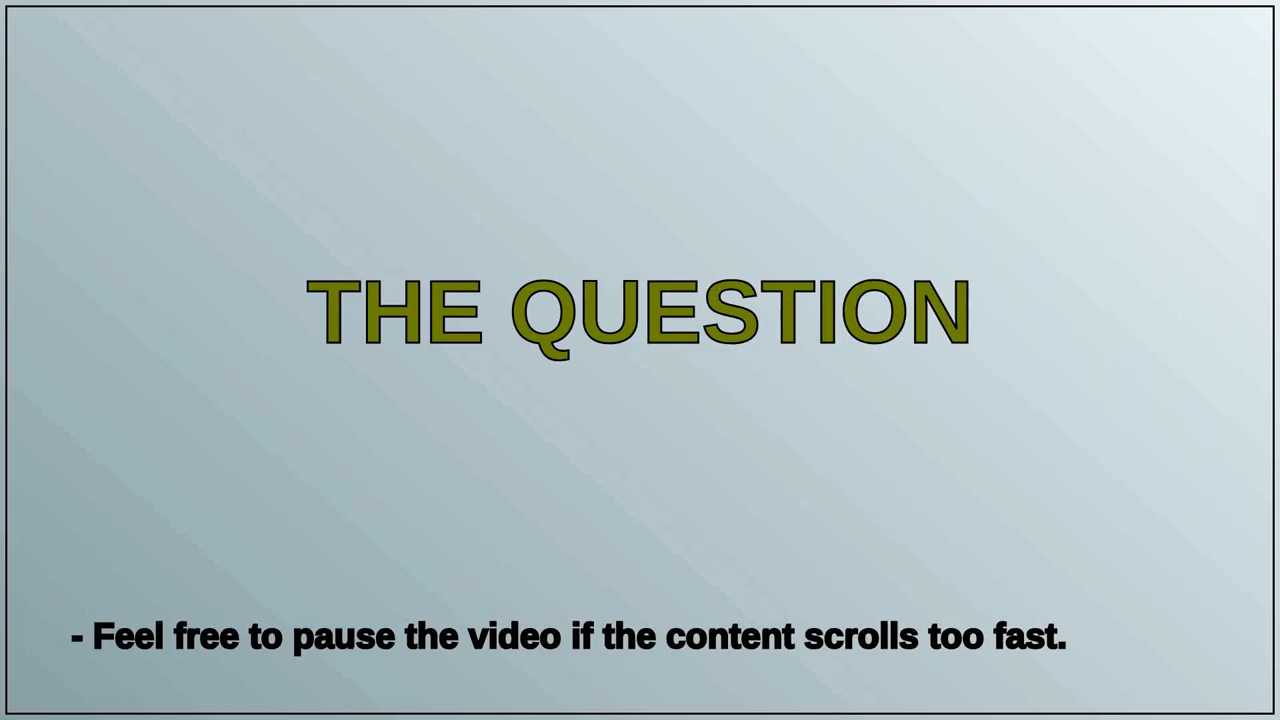 THE QUESTION
- Feel free to pause the video if the content scrolls too fast.